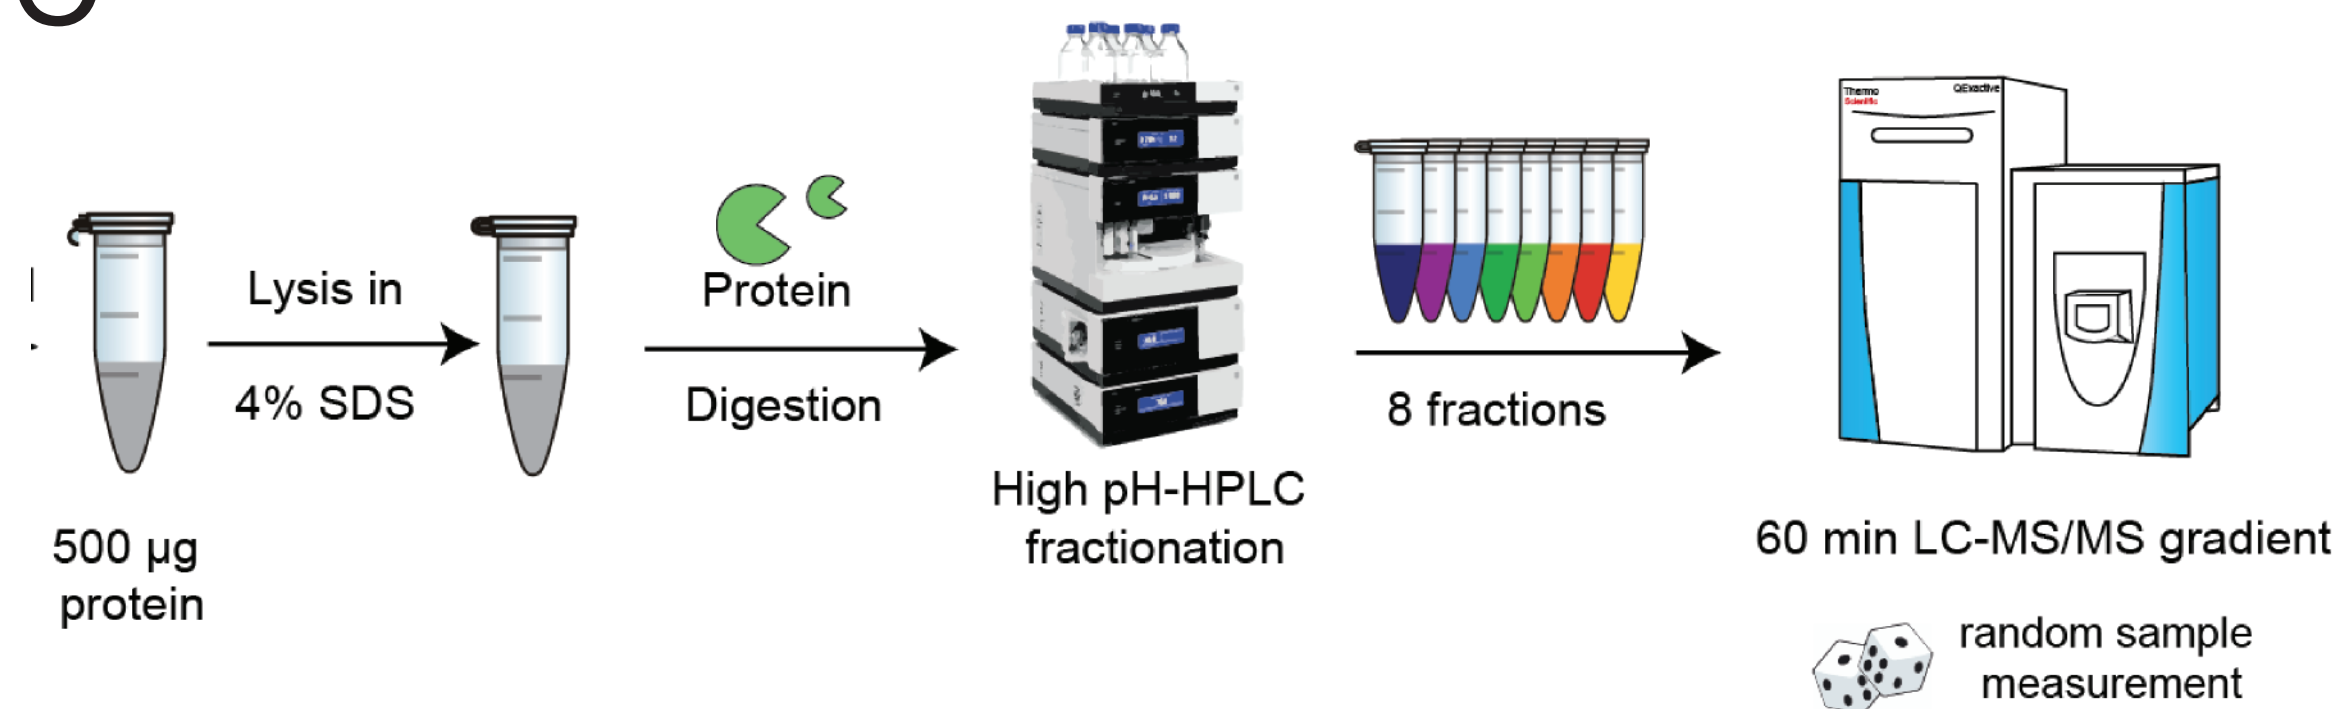 Thermo
Scientific
QExactive
Lysis in
4% SDS
Protein
Digestion
8 fractions
High pH-HPLC
fractionation
500 µg
protein
60 min LC-MS/MS gradient
random sample
measurement